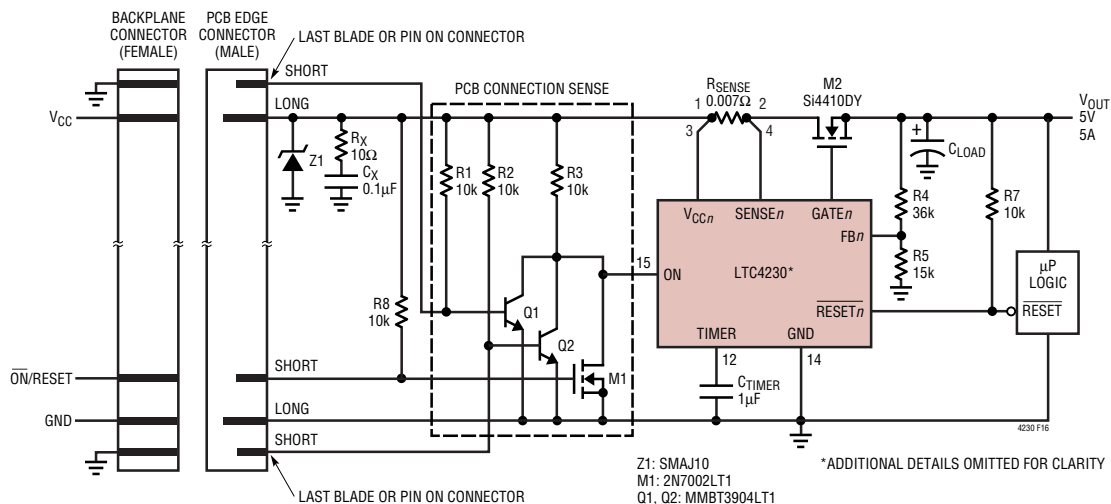 BACKPLANE
CONNECTOR
(FEMALE)
PCB EDGE
CONNECTOR
(MALE)
LAST BLADE OR PIN ON CONNECTOR
SHORT
LONG
VCC
Z1
RX
10Ω
CX
0.1µF
PCB CONNECTION SENSE
R1
10k
R2
10k
R3
10k
RSENSE
0.007Ω
1
2
3
4
M2
Si4410DY
VOUT
5V
5A
+
CLOAD
R4
36k
R7
10k
VCCn
SENSEn
GATEn
FBn
R5
15k
15
ON
LTC4230*
µP
LOGIC
RESET
RESETn
R8
10k
Q1
Q2
M1
TIMER
GND
12
14
CTIMER
1µF
ON/RESET
SHORT
GND
LONG
SHORT
LAST BLADE OR PIN ON CONNECTOR
4230 F16
Z1: SMAJ10
M1: 2N7002LT1
Q1, Q2: MMBT3904LT1
*ADDITIONAL DETAILS OMITTED FOR CLARITY